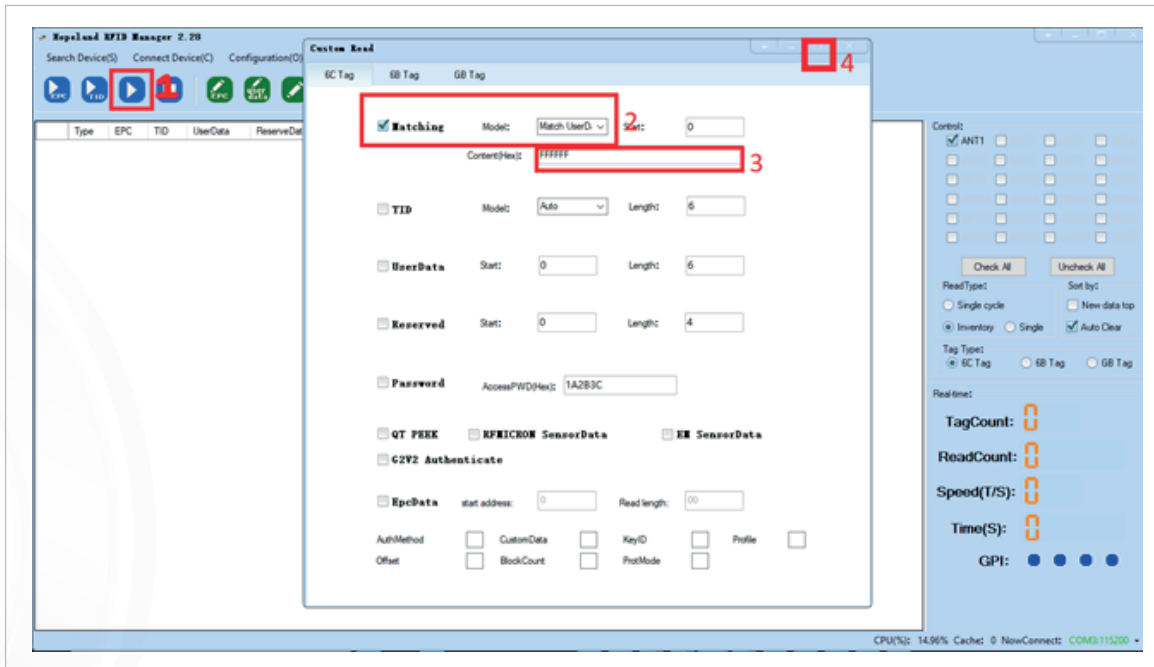 Hopeland RFID Manager 2.20
Search Device(S) Connect Device(C) Configuration(O)
EPC TID 1 EPC
Type EPC TID UserData ReserveDat
Custom Read
4
6C Tag 6B Tag GB Tag
Matching Model: Match UserD 2 Start: 0
Content(Hex): FFFFFF 3
TID Model: Auto Length: 6
UserData Start: 0 Length: 6
Reserved Start: 0 Length: 4
Password AccessPWD(Hex): 1A2B3C
QT PEEK RFMICRON SensorData EM SensorData
G2V2 Authenticate
EpcData start address: 0 Read length: 00
AuthMethod CustomData KeyID Profile
Offset BlockCount ProtMode
Control:
ANT1
Check All Uncheck All
ReadType: Sort by:
Single cycle New data top
Inventory Single Auto Clear
Tag Type:
6C Tag 6B Tag GB Tag
Real-time:
TagCount: 0
ReadCount: 0
Speed(T/S): 0
Time(S): 0
GPI:
CPU(%): 14.96% Cache: 0 NowConnect: COM3:115200